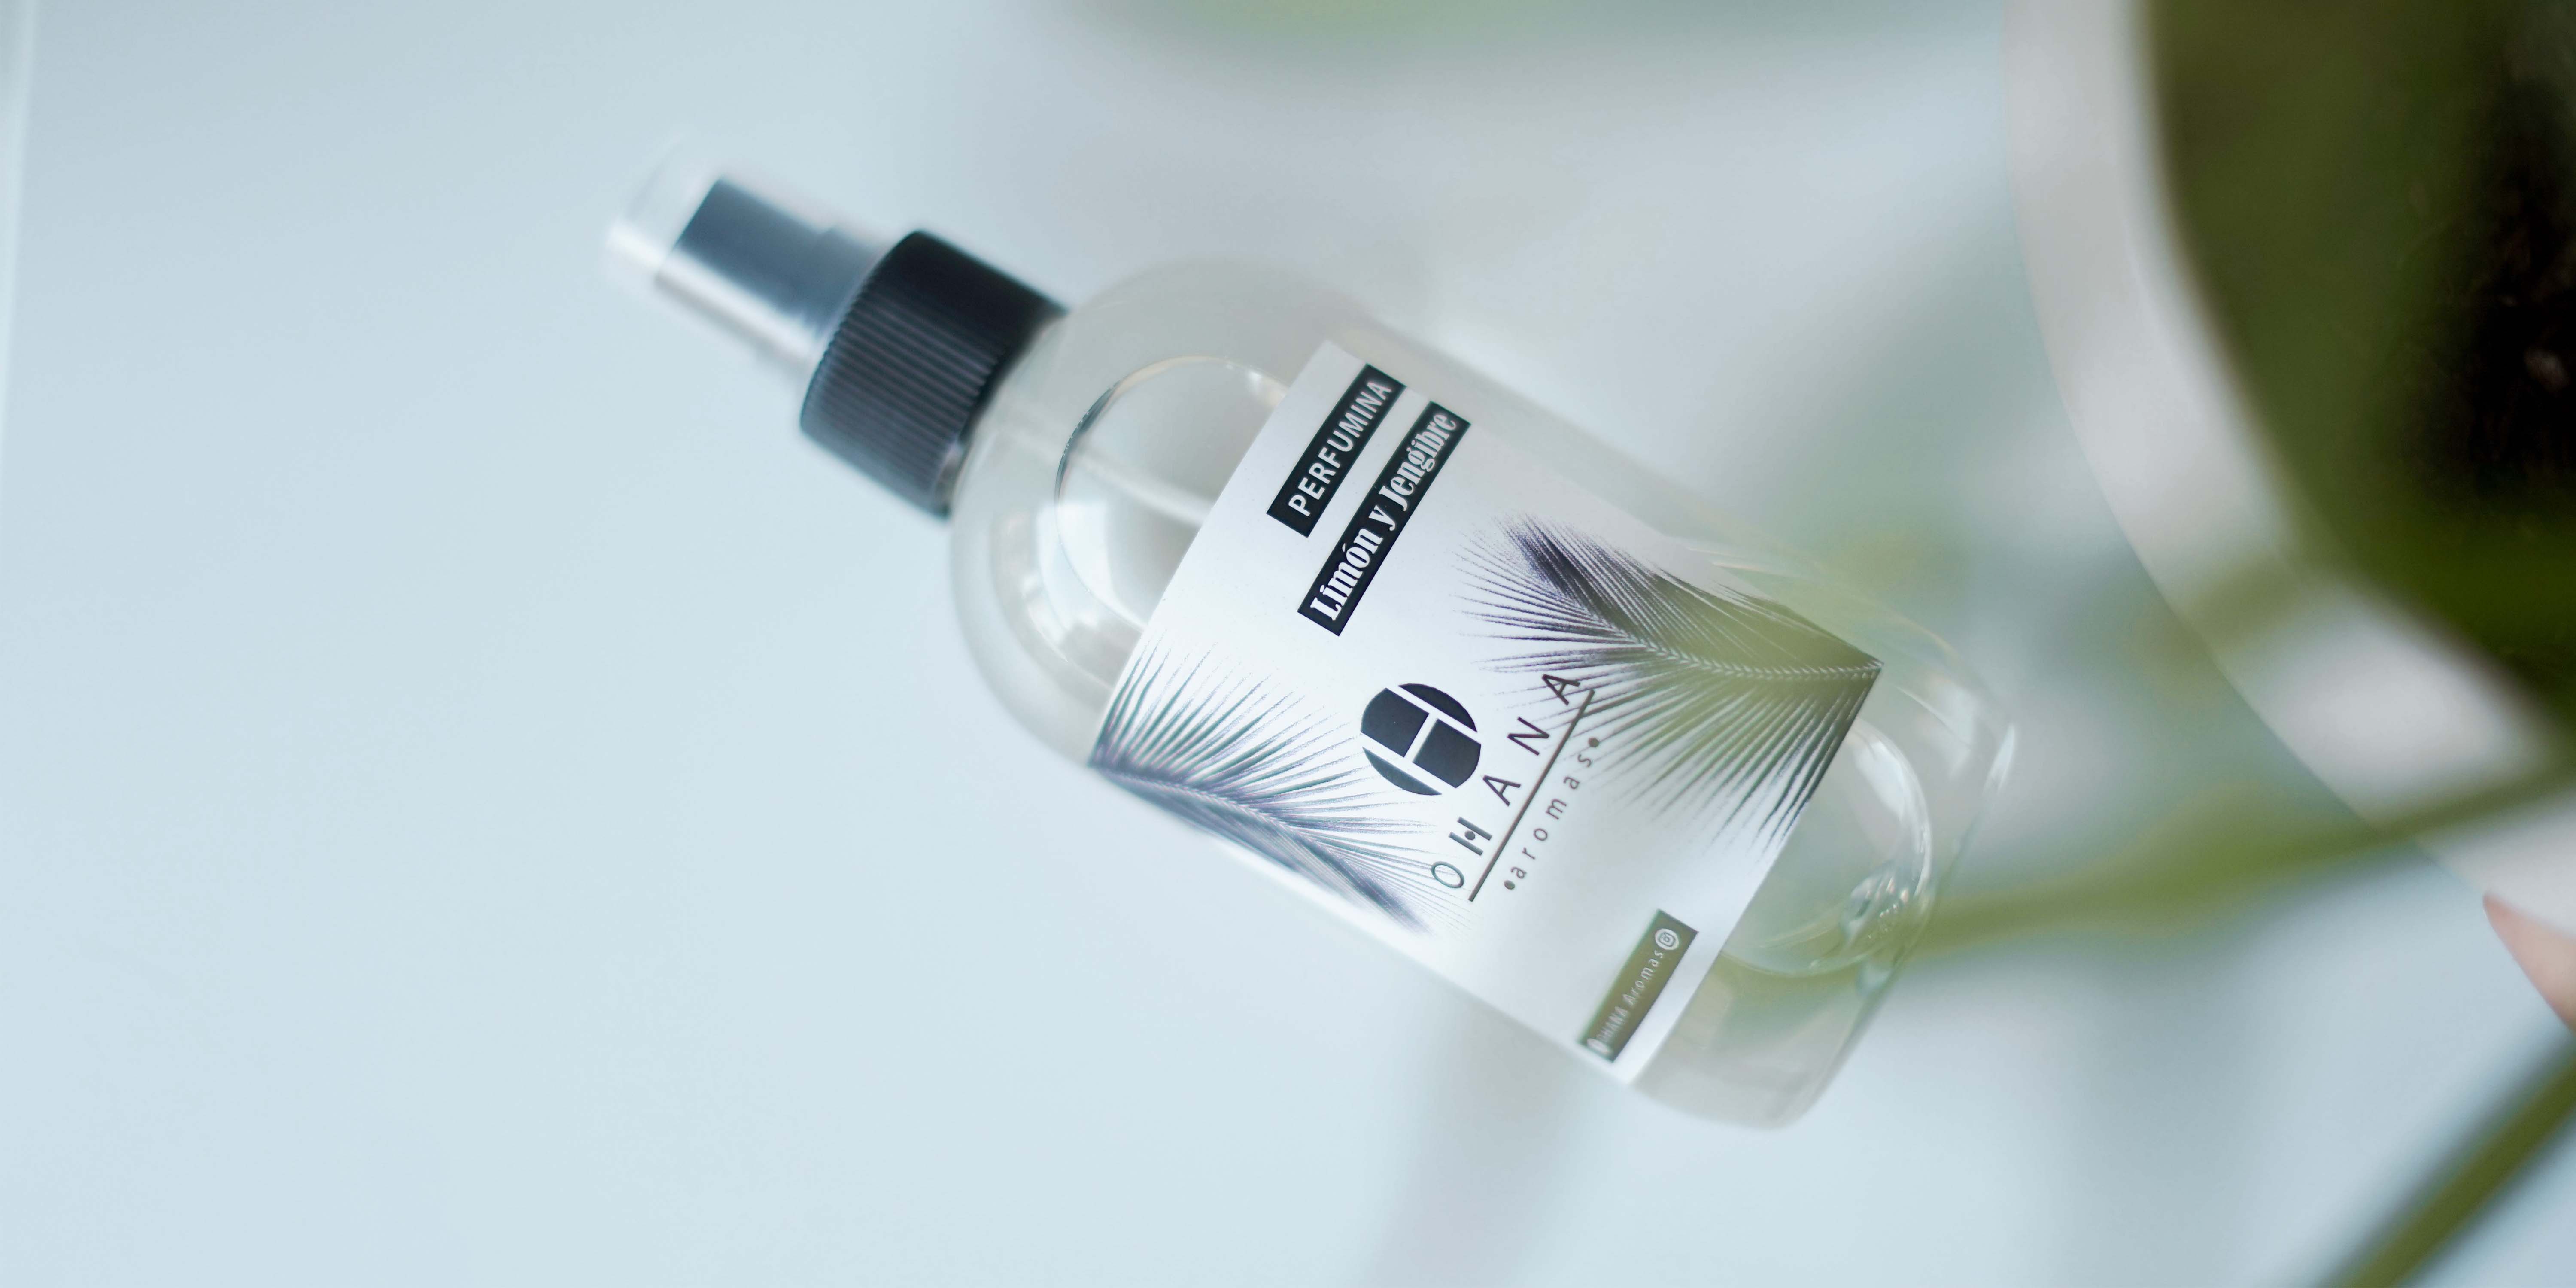 PERFUMINA
Limón y Jengibre
OHANA
•aromas•
OHANA Aromas